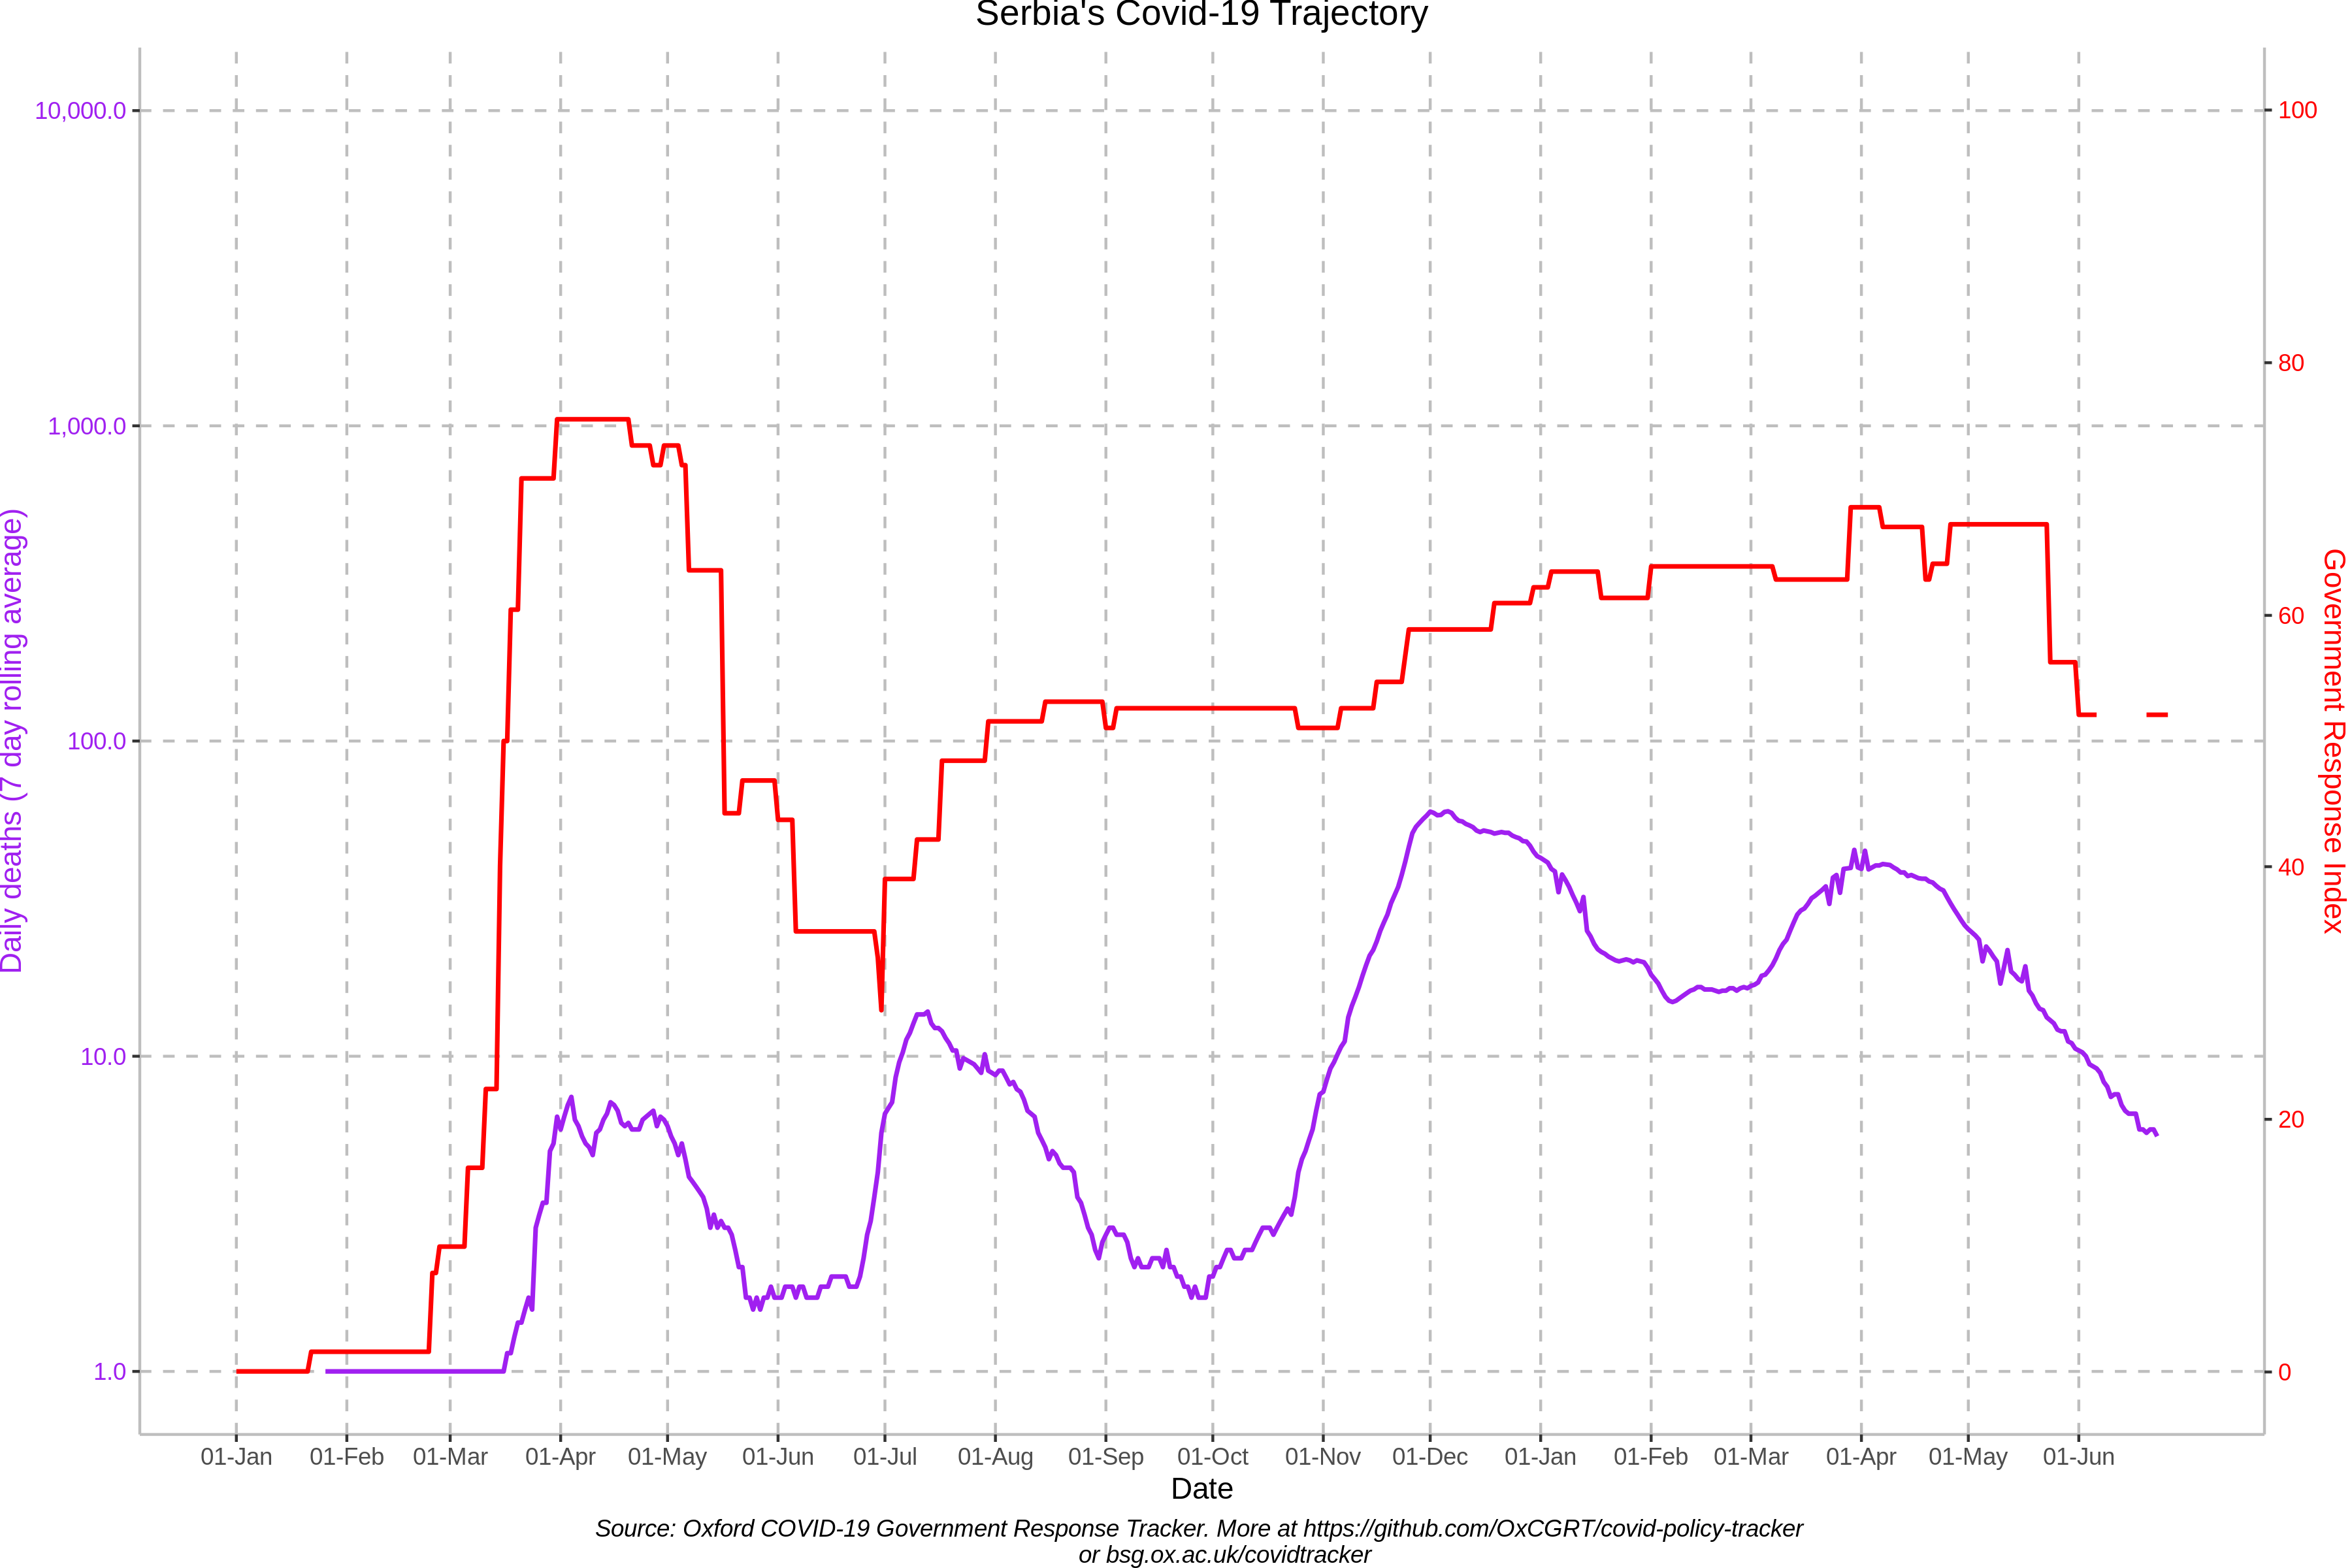 Serbia's Covid-19 Trajectory
10,000.0
1,000.0
100.0
10.0
1.0
Daily deaths (7 day rolling average)
100
80
60
40
20
0
Government Response Index
01-Jan 01-Feb 01-Mar 01-Apr 01-May 01-Jun 01-Jul 01-Aug 01-Sep 01-Oct 01-Nov 01-Dec 01-Jan 01-Feb 01-Mar 01-Apr 01-May 01-Jun
Date
Source: Oxford COVID-19 Government Response Tracker. More at https://github.com/OxCGRT/covid-policy-tracker
or bsg.ox.ac.uk/covidtracker